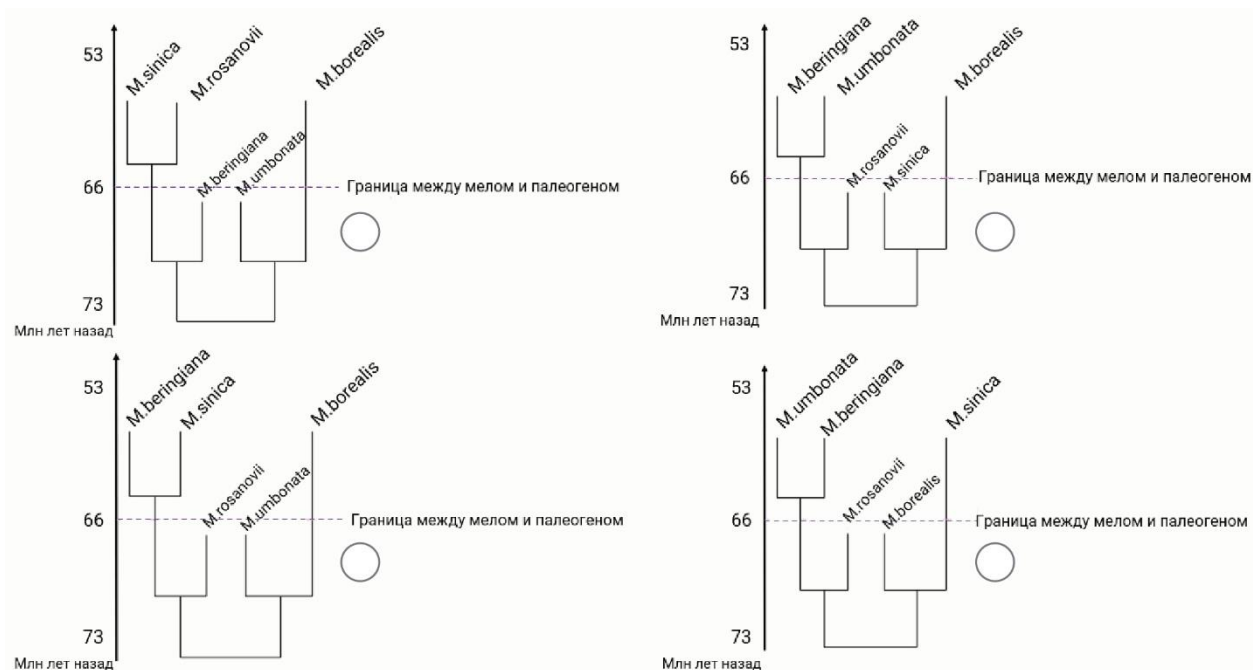 53
M.sinica
M.rosanovii
M.borealis
M.beringiana
M.umbonata
66
Граница между мелом и палеогеном
73
Млн лет назад
53
M.beringiana
M.umbonata
M.borealis
M.rosanovii
M.sinica
66
Граница между мелом и палеогеном
73
Млн лет назад
53
M.beringiana
M.sinica
M.borealis
M.rosanovii
M.umbonata
66
Граница между мелом и палеогеном
73
Млн лет назад
53
M.umbonata
M.beringiana
M.sinica
M.rosanovii
M.borealis
66
Граница между мелом и палеогеном
73
Млн лет назад